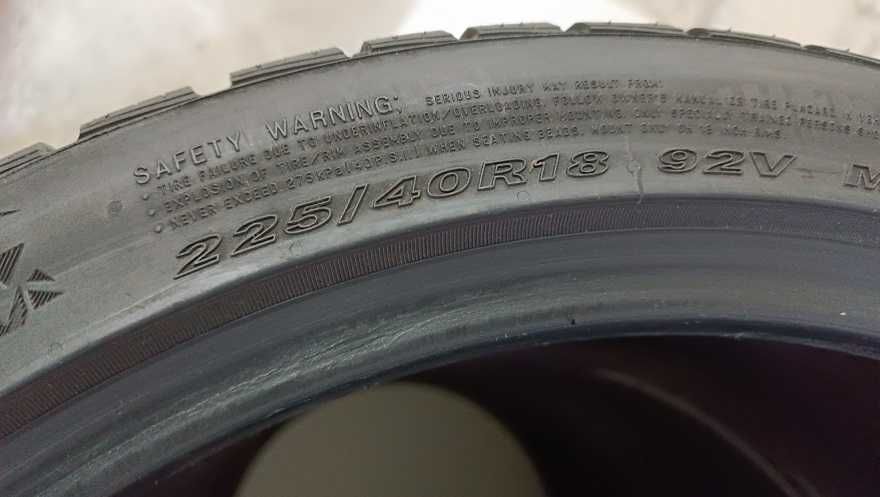 SAFETY WARNING: SERIOUS INJURY MAY RESULT FROM:
• TIRE FAILURE DUE TO UNDERINFLATION/OVERLOADING. FOLLOW OWNER'S MANUAL OR TIRE PLACARD
• EXPLOSION OF TIRE/RIM ASSEMBLY DUE TO IMPROPER MOUNTING. ONLY SPECIALLY TRAINED PERSONS
• NEVER EXCEED 275kPa (40P.S.I.) WHEN SEATING BEADS. MOUNT ONLY ON 18 INCH RIMS.
225/40R18 92V M